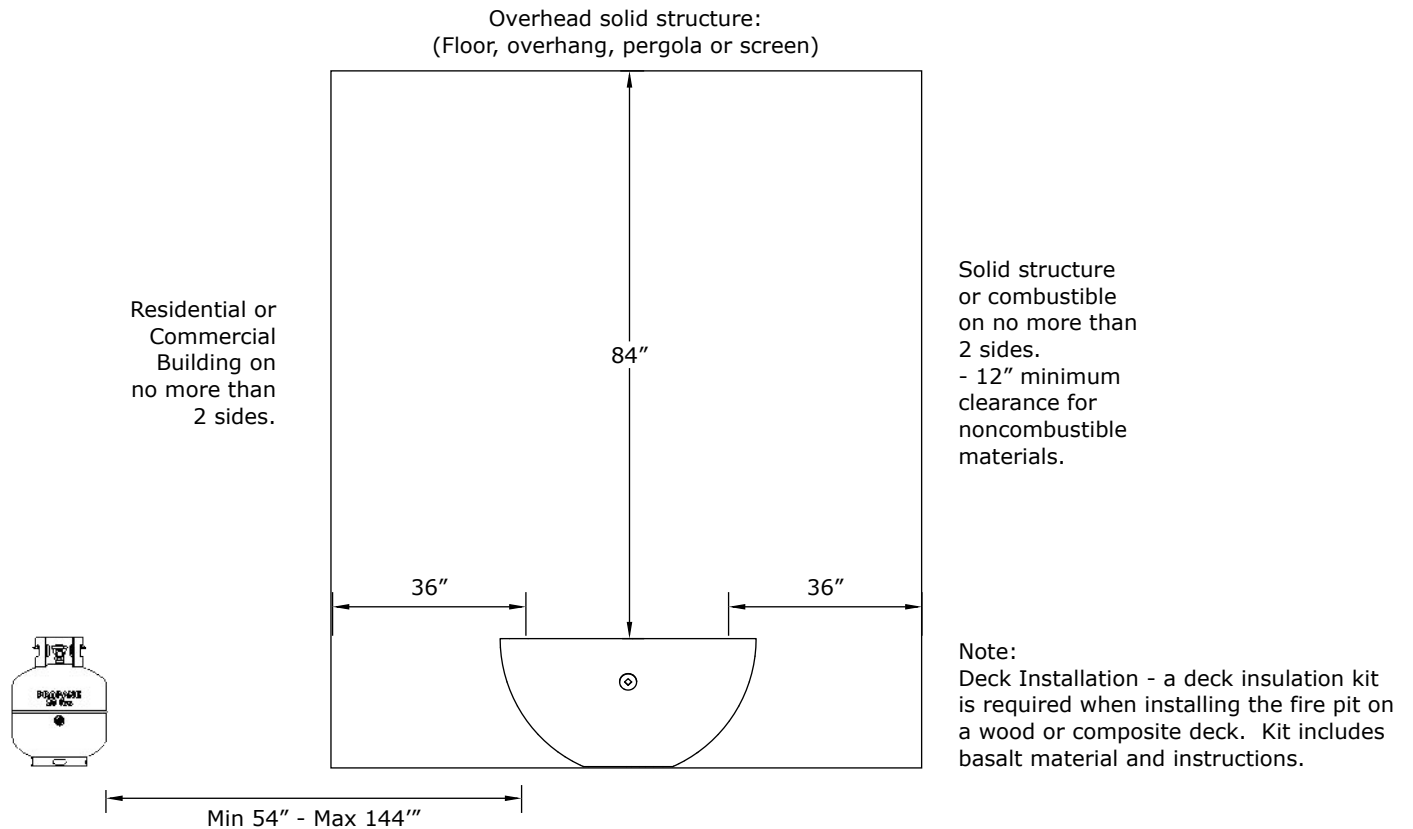 Overhead solid structure:
(Floor, overhang, pergola or screen)
Residential or
Commercial
Building on
no more than
2 sides.
84″
Solid structure
or combustible
on no more than
2 sides.
- 12″ minimum
clearance for
noncombustible
materials.
36″
36″
PROPANE
Note:
Deck Installation - a deck insulation kit
is required when installing the fire pit on
a wood or composite deck.  Kit includes
basalt material and instructions.
Min 54″ - Max 144′″